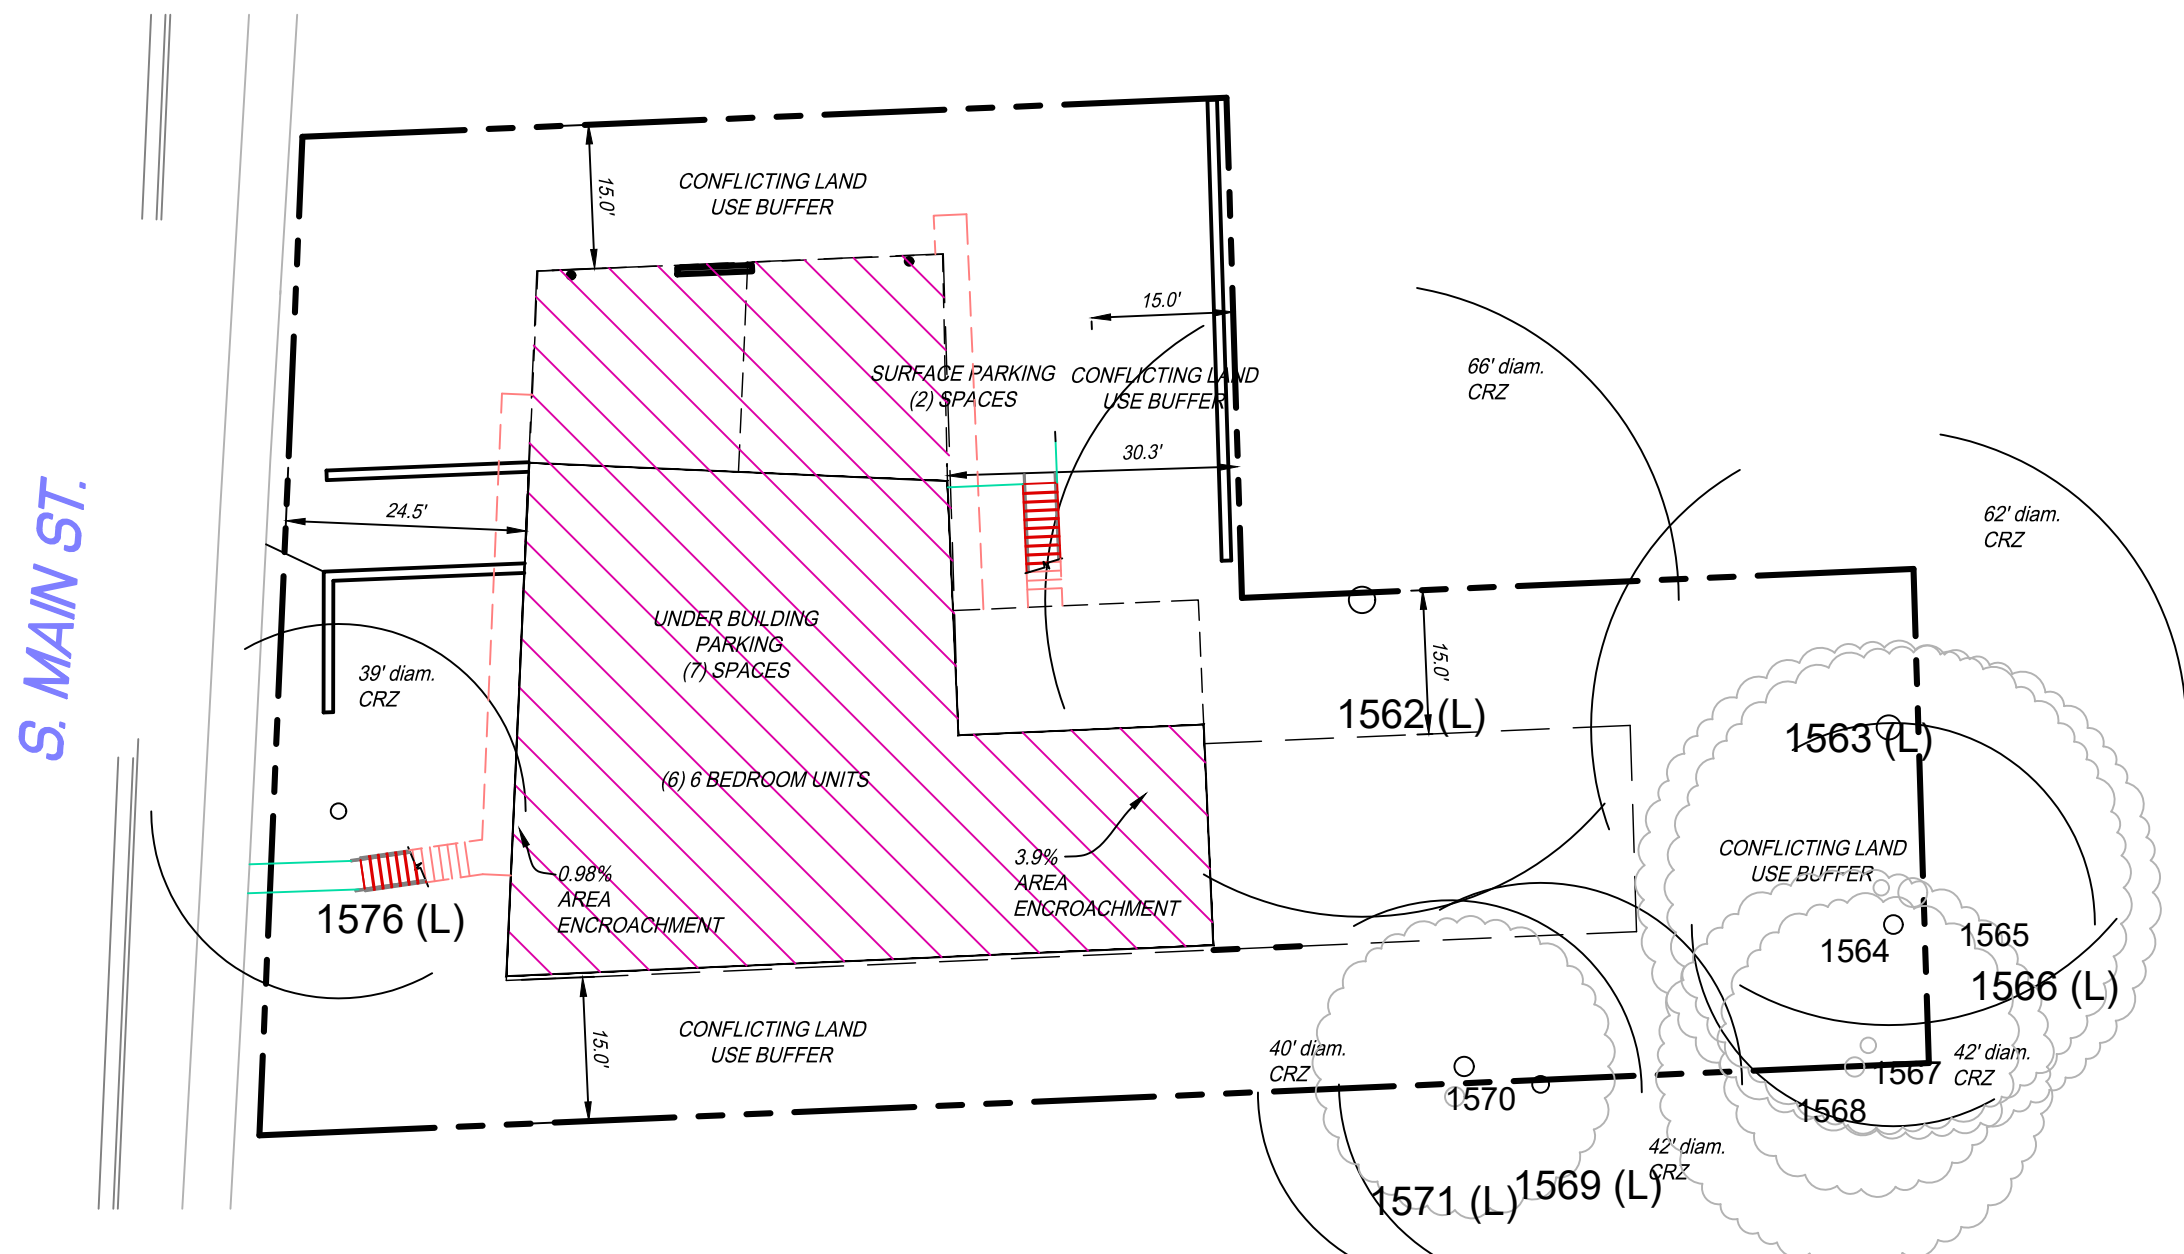 CONFLICTING LAND
USE BUFFER
15.0'
15.0'
66' diam.
CRZ
SURFACE PARKING
(2) SPACES
CONFLICTING LAND
USE BUFFER
30.3'
24.5'
62' diam.
CRZ
S. MAIN ST.
UNDER BUILDING
PARKING
(7) SPACES
39' diam.
CRZ
15.0'
1562 (L)
1563 (L)
(6) 6 BEDROOM UNITS
CONFLICTING LAND
USE BUFFER
3.9%
AREA
ENCROACHMENT
0.98%
AREA
ENCROACHMENT
1576 (L)
1564
1565
1566 (L)
CONFLICTING LAND
USE BUFFER
15.0'
40' diam.
CRZ
42' diam.
CRZ
1567
1570
1568
42' diam.
CRZ
1571 (L)
1569 (L)